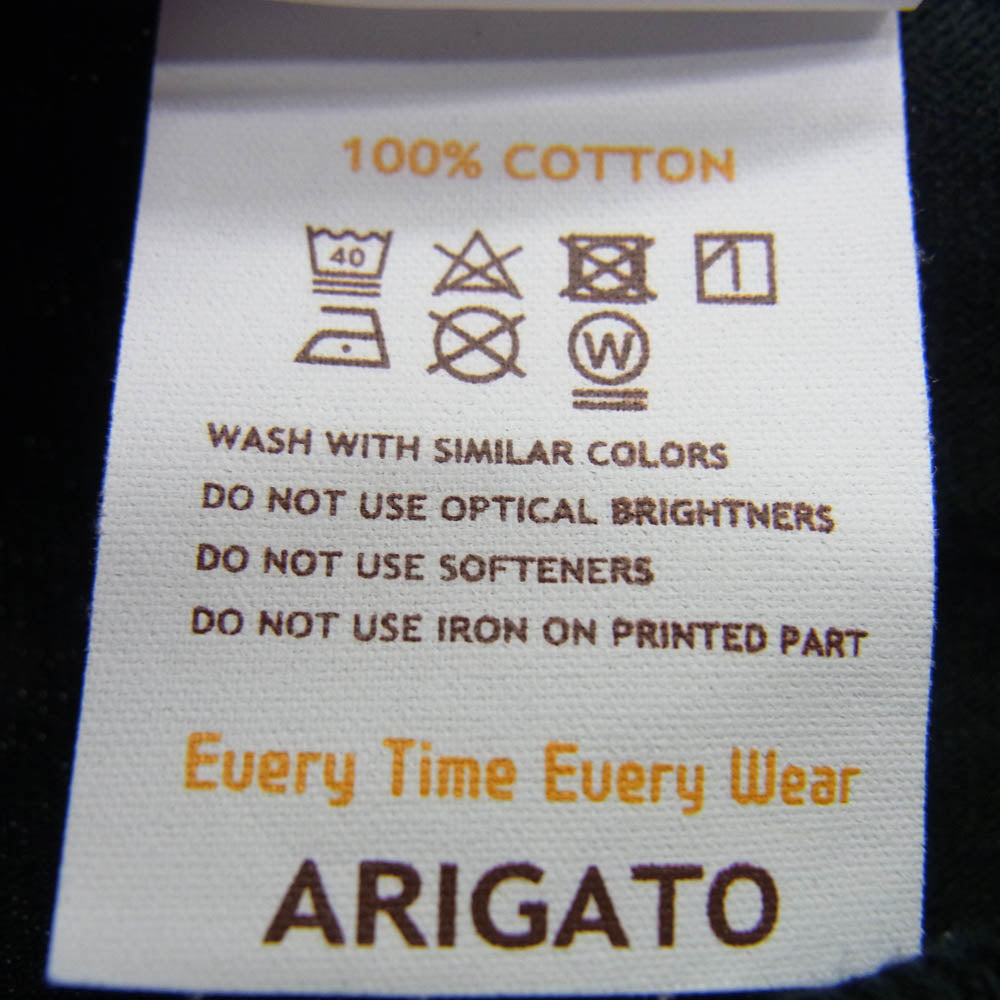 100% COTTON
40
W
WASH WITH SIMILAR COLORS
DO NOT USE OPTICAL BRIGHTNERS
DO NOT USE SOFTENERS
DO NOT USE IRON ON PRINTED PART
Every Time Every Wear
ARIGATO